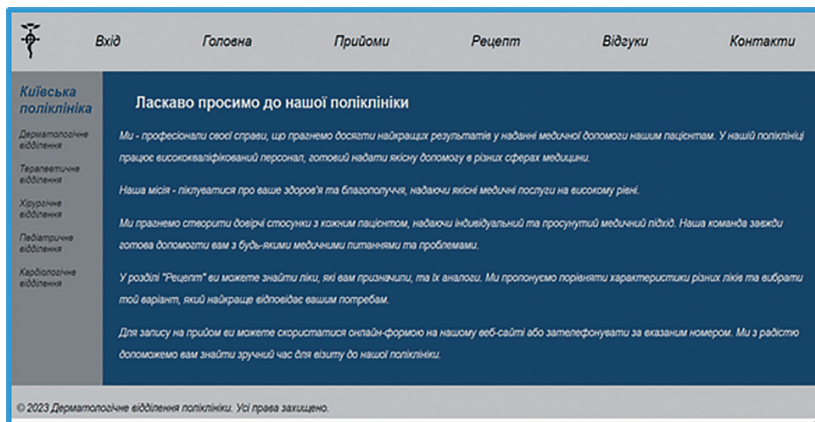 Вхід Головна Прийоми Рецепт Відгуки Контакти
Київська
поліклініка
Дерматологічне
відділення
Терапевтичне
відділення
Хірургічне
відділення
Педіатричне
відділення
Кардіологічне
відділення
Ласкаво просимо до нашої поліклініки
Ми - професіонали своєї справи, що прагнемо досягти найкращих результатів у наданні медичної допомоги нашим пацієнтам. У нашій поліклініці
працює висококваліфікований персонал, готовий надати якісну допомогу в різних сферах медицини.
Наша місія - піклуватися про ваше здоров'я та благополуччя, надаючи якісні медичні послуги на високому рівні.
Ми прагнемо створити довірчі стосунки з кожним пацієнтом, надаючи індивідуальний та просунутий медичний підхід. Наша команда завжди
готова допомогти вам з будь-якими медичними питаннями та проблемами.
У розділі "Рецепт" ви можете знайти ліки, які вам призначили, та їх аналоги. Ми пропонуємо порівняти характеристики різних ліків та вибрати
той варіант, який найкраще відповідає вашим потребам.
Для запису на прийом ви можете скористатися онлайн-формою на нашому веб-сайті або зателефонувати за вказаним номером. Ми з радістю
допоможемо вам знайти зручний час для візиту до нашої поліклініки.
© 2023 Дерматологічне відділення поліклініки. Усі права захищено.